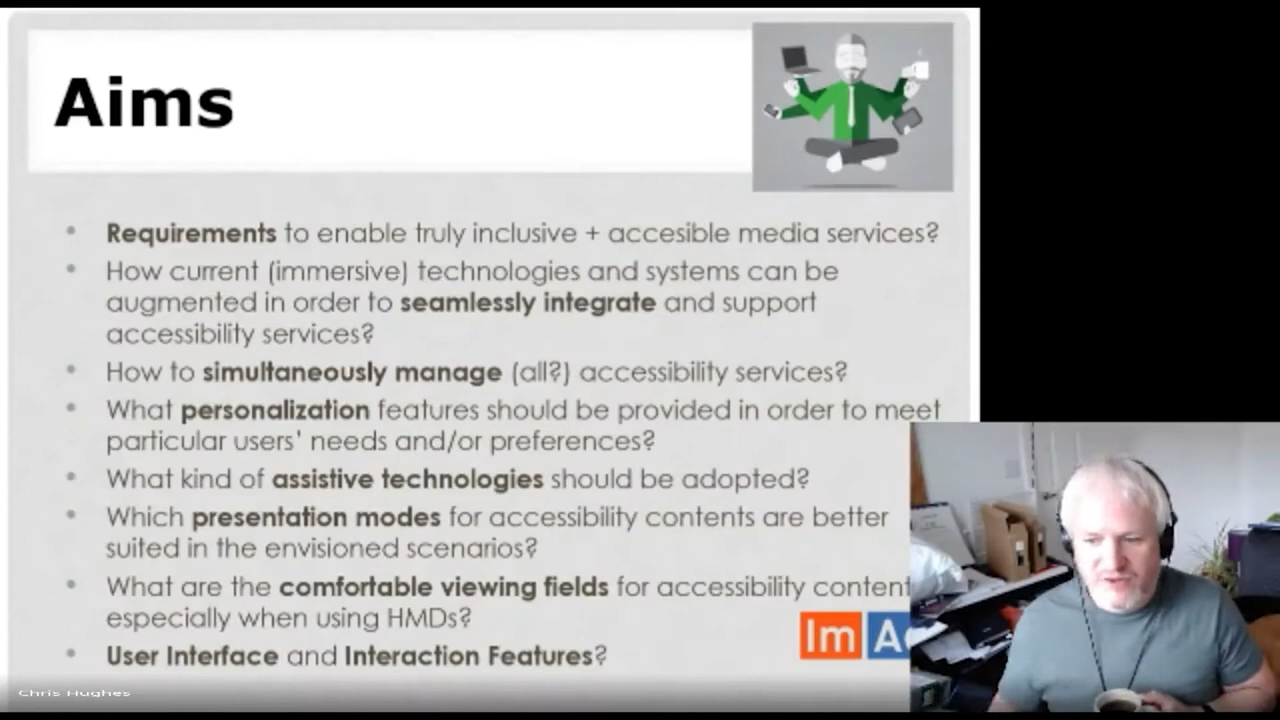 Aims
• Requirements to enable truly inclusive + accesible media services?
• How current (immersive) technologies and systems can be
augmented in order to seamlessly integrate and support
accessibility services?
• How to simultaneously manage (all?) accessibility services?
• What personalization features should be provided in order to meet
particular users' needs and/or preferences?
• What kind of assistive technologies should be adopted?
• Which presentation modes for accessibility contents are better
suited in the envisioned scenarios?
• What are the comfortable viewing fields for accessibility content
especially when using HMDs?
• User Interface and Interaction Features?
Im A
Chris Hughes